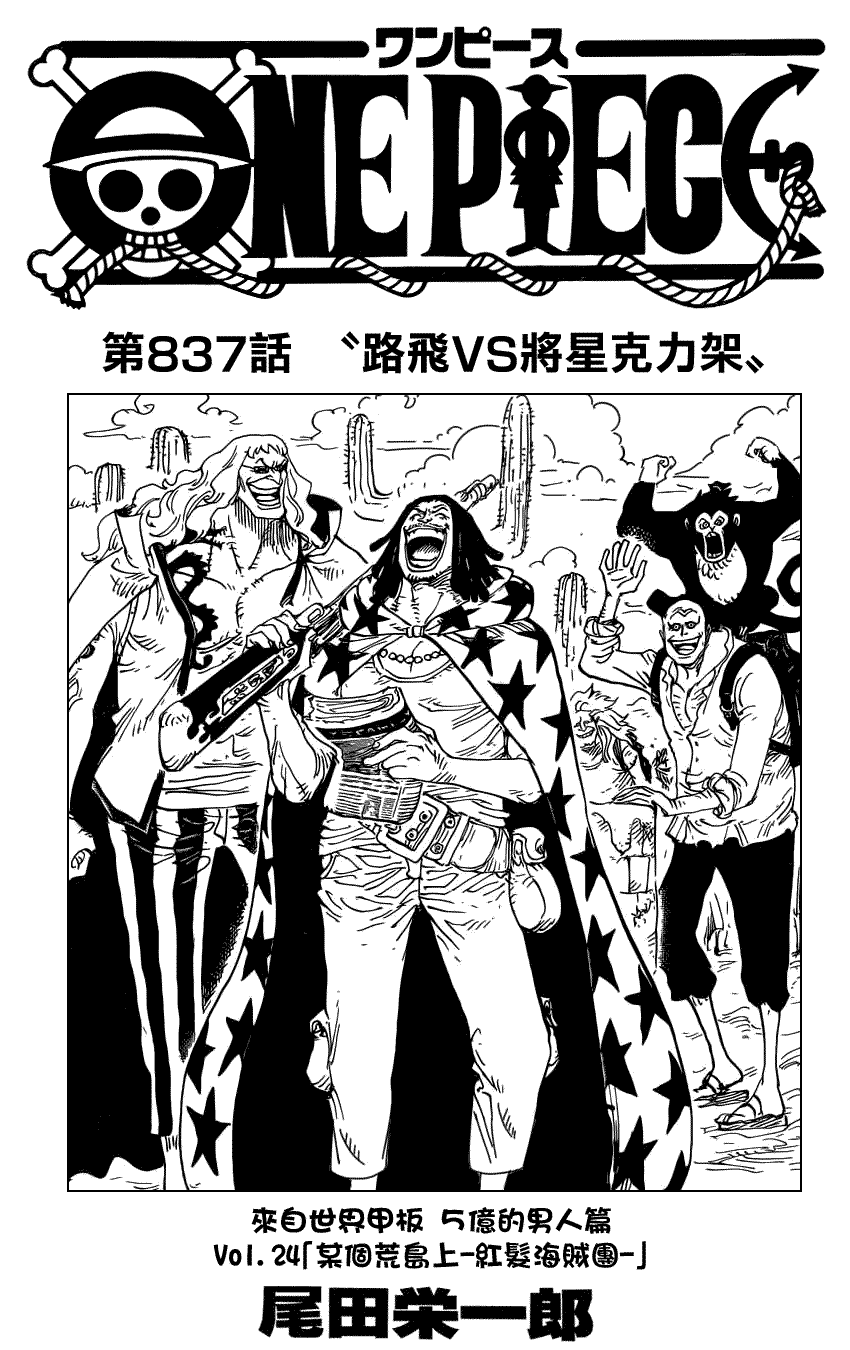 ワンピース
ONE PIECE
第837話 〝路飛VS將星克力架〟
來自世界甲板 5億的男人篇
Vol. 24「某個荒島上-紅髮海賊團-」
尾田栄一郎